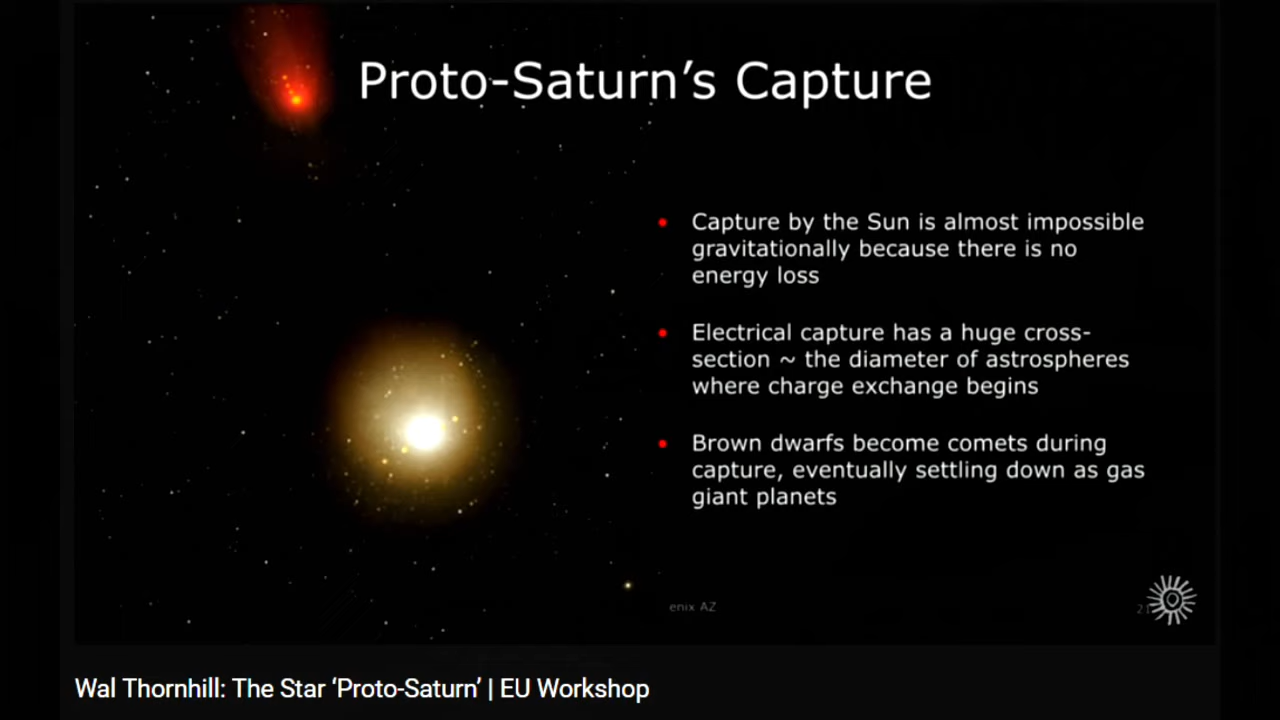 Proto-Saturn’s Capture
• Capture by the Sun is almost impossible
gravitationally because there is no
energy loss
• Electrical capture has a huge cross-
section ~ the diameter of astrospheres
where charge exchange begins
• Brown dwarfs become comets during
capture, eventually settling down as gas
giant planets
enix AZ
Wal Thornhill: The Star ‘Proto-Saturn’ | EU Workshop